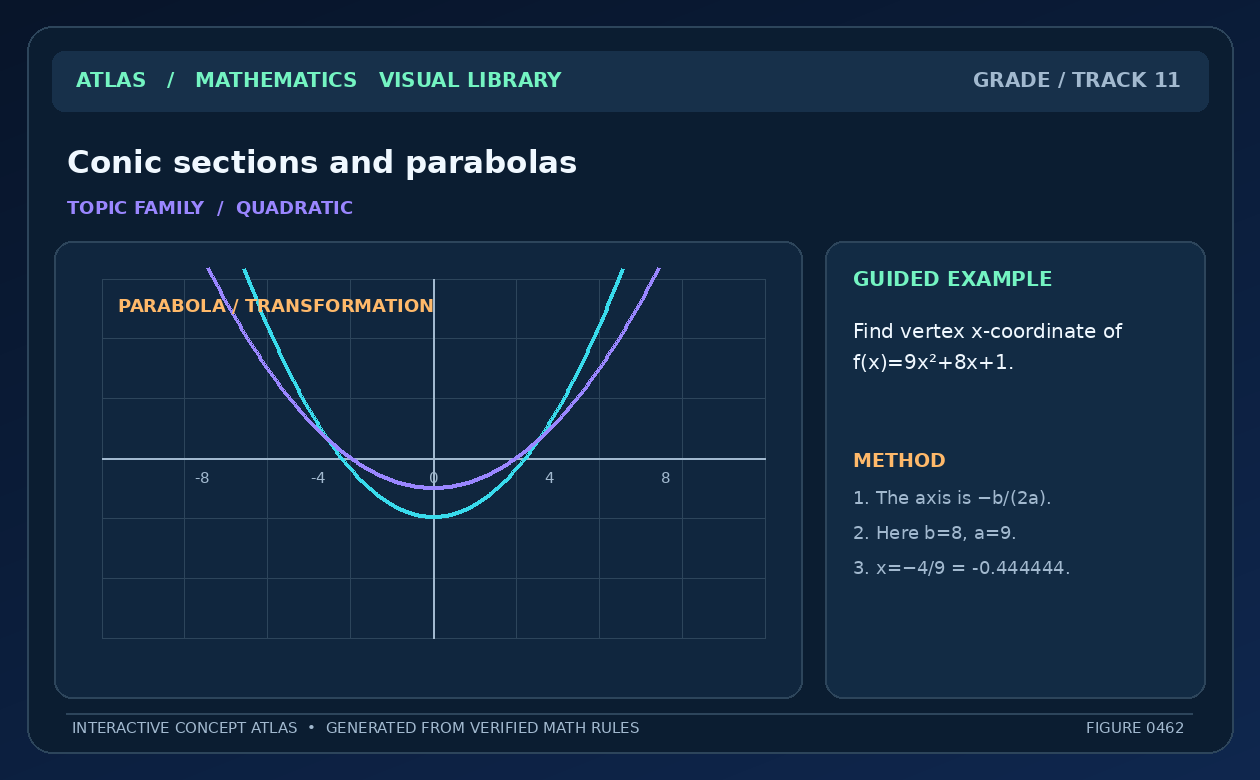 ATLAS / MATHEMATICS VISUAL LIBRARY
GRADE / TRACK 11
Conic sections and parabolas
TOPIC FAMILY / QUADRATIC
PARABOLA / TRANSFORMATION
-8 -4 0 4 8
GUIDED EXAMPLE
Find vertex x-coordinate of
f(x)=9x²+8x+1.
METHOD
1. The axis is −b/(2a).
2. Here b=8, a=9.
3. x=−4/9 = -0.444444.
INTERACTIVE CONCEPT ATLAS • GENERATED FROM VERIFIED MATH RULES
FIGURE 0462